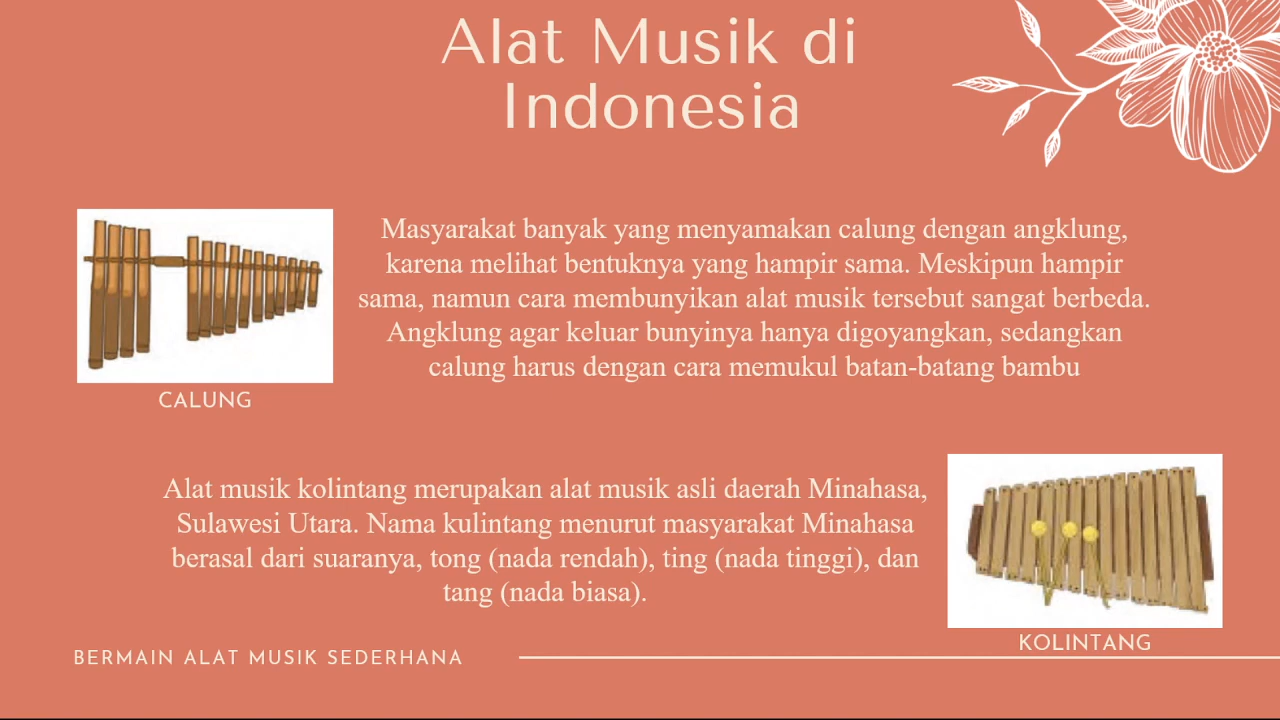 Alat Musik di
Indonesia
Masyarakat banyak yang menyamakan calung dengan angklung,
karena melihat bentuknya yang hampir sama. Meskipun hampir
sama, namun cara membunyikan alat musik tersebut sangat berbeda.
Angklung agar keluar bunyinya hanya digoyangkan, sedangkan
calung harus dengan cara memukul batan-batang bambu
CALUNG
Alat musik kolintang merupakan alat musik asli daerah Minahasa,
Sulawesi Utara. Nama kulintang menurut masyarakat Minahasa
berasal dari suaranya, tong (nada rendah), ting (nada tinggi), dan
tang (nada biasa).
KOLINTANG
BERMAIN ALAT MUSIK SEDERHANA